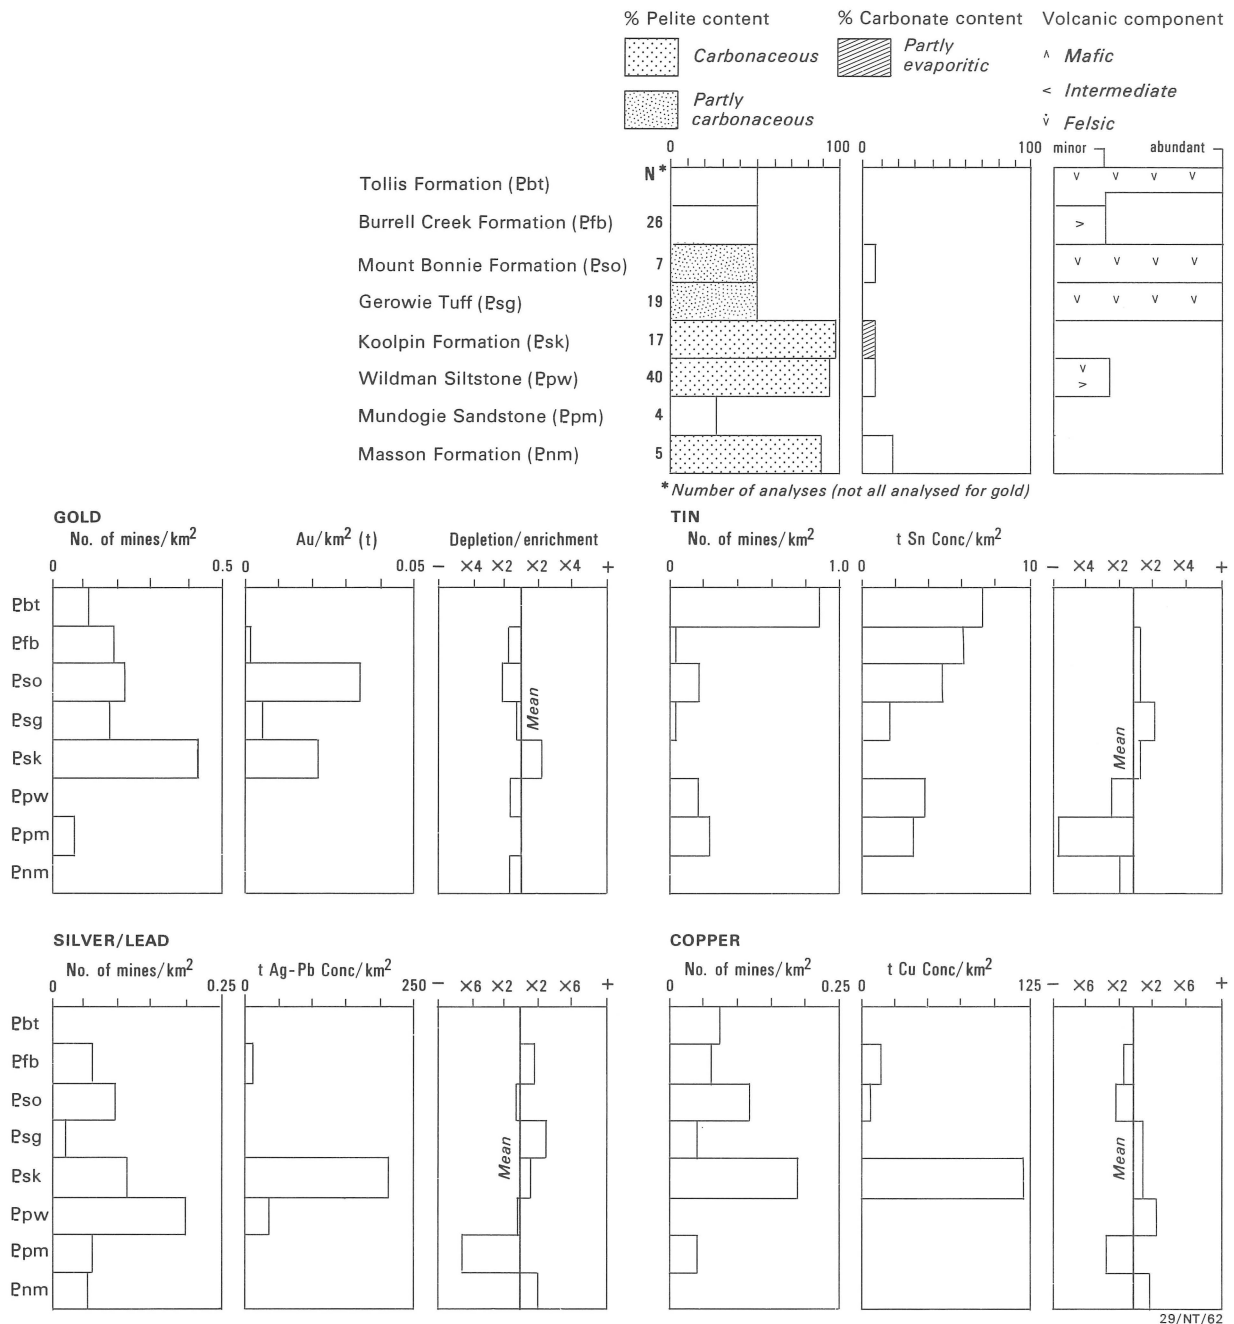 % Pelite content % Carbonate content Volcanic component
Carbonaceous
Partly evaporitic
Partly carbonaceous
^ Mafic
< Intermediate
v̇ Felsic
0 100 0 100 minor abundant
N*
Tollis Formation (Ꝑbt)
Burrell Creek Formation (Ꝑfb) 26
Mount Bonnie Formation (Ꝑso) 7
Gerowie Tuff (Ꝑsg) 19
Koolpin Formation (Ꝑsk) 17
Wildman Siltstone (Ꝑpw) 40
Mundogie Sandstone (Ꝑpm) 4
Masson Formation (Ꝑnm) 5
v v v v
>
v v v v
v v v v
v
>
* Number of analyses (not all analysed for gold)
GOLD
No. of mines/km² Au/km² (t) Depletion/enrichment
0 0.5 0 0.05 − ×4 ×2 ×2 ×4 +
Ꝑbt
Ꝑfb
Ꝑso
Ꝑsg
Ꝑsk
Ꝑpw
Ꝑpm
Ꝑnm
Mean
TIN
No. of mines/km² t Sn Conc/km²
0 1.0 0 10 − ×4 ×2 ×2 ×4 +
Mean
SILVER/LEAD
No. of mines/km² t Ag-Pb Conc/km²
0 0.25 0 250 − ×6 ×2 ×2 ×6 +
Ꝑbt
Ꝑfb
Ꝑso
Ꝑsg
Ꝑsk
Ꝑpw
Ꝑpm
Ꝑnm
Mean
COPPER
No. of mines/km² t Cu Conc/km²
0 0.25 0 125 − ×6 ×2 ×2 ×6 +
Mean
29/NT/62